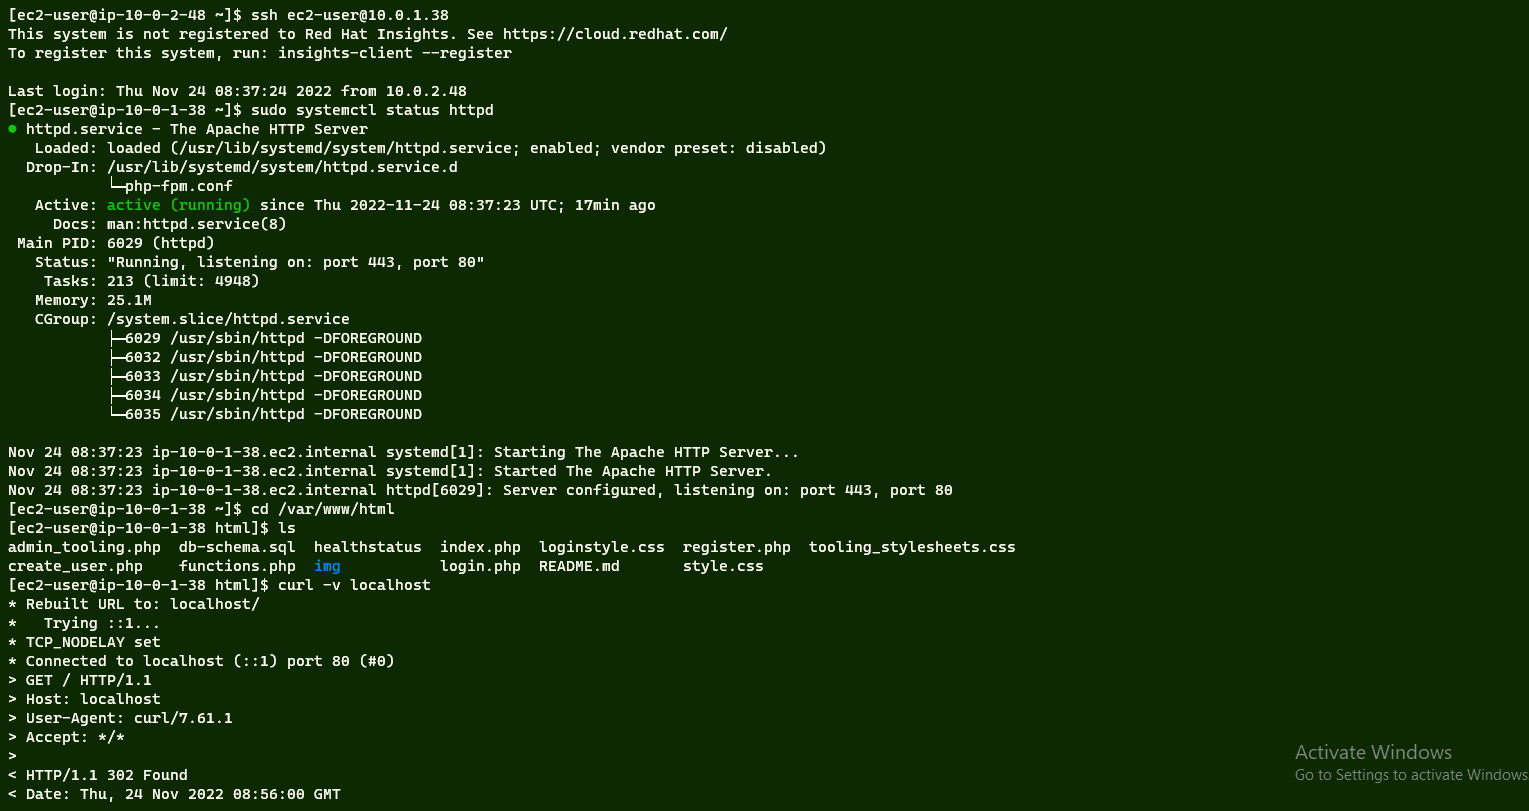 [ec2-user@ip-10-0-2-48 ~]$ ssh ec2-user@10.0.1.38
This system is not registered to Red Hat Insights. See https://cloud.redhat.com/
To register this system, run: insights-client --register
Last login: Thu Nov 24 08:37:24 2022 from 10.0.2.48
[ec2-user@ip-10-0-1-38 ~]$ sudo systemctl status httpd
● httpd.service - The Apache HTTP Server
   Loaded: loaded (/usr/lib/systemd/system/httpd.service; enabled; vendor preset: disabled)
  Drop-In: /usr/lib/systemd/system/httpd.service.d
           └─php-fpm.conf
   Active: active (running) since Thu 2022-11-24 08:37:23 UTC; 17min ago
     Docs: man:httpd.service(8)
 Main PID: 6029 (httpd)
   Status: "Running, listening on: port 443, port 80"
    Tasks: 213 (limit: 4948)
   Memory: 25.1M
   CGroup: /system.slice/httpd.service
           ├─6029 /usr/sbin/httpd -DFOREGROUND
           ├─6032 /usr/sbin/httpd -DFOREGROUND
           ├─6033 /usr/sbin/httpd -DFOREGROUND
           ├─6034 /usr/sbin/httpd -DFOREGROUND
           └─6035 /usr/sbin/httpd -DFOREGROUND
Nov 24 08:37:23 ip-10-0-1-38.ec2.internal systemd[1]: Starting The Apache HTTP Server...
Nov 24 08:37:23 ip-10-0-1-38.ec2.internal systemd[1]: Started The Apache HTTP Server.
Nov 24 08:37:23 ip-10-0-1-38.ec2.internal httpd[6029]: Server configured, listening on: port 443, port 80
[ec2-user@ip-10-0-1-38 ~]$ cd /var/www/html
[ec2-user@ip-10-0-1-38 html]$ ls
admin_tooling.php  db-schema.sql  healthstatus  index.php  loginstyle.css  register.php  tooling_stylesheets.css
create_user.php    functions.php  img           login.php  README.md       style.css
[ec2-user@ip-10-0-1-38 html]$ curl -v localhost
* Rebuilt URL to: localhost/
*   Trying ::1...
* TCP_NODELAY set
* Connected to localhost (::1) port 80 (#0)
> GET / HTTP/1.1
> Host: localhost
> User-Agent: curl/7.61.1
> Accept: */*
>
< HTTP/1.1 302 Found
< Date: Thu, 24 Nov 2022 08:56:00 GMT
Activate Windows
Go to Settings to activate Windows